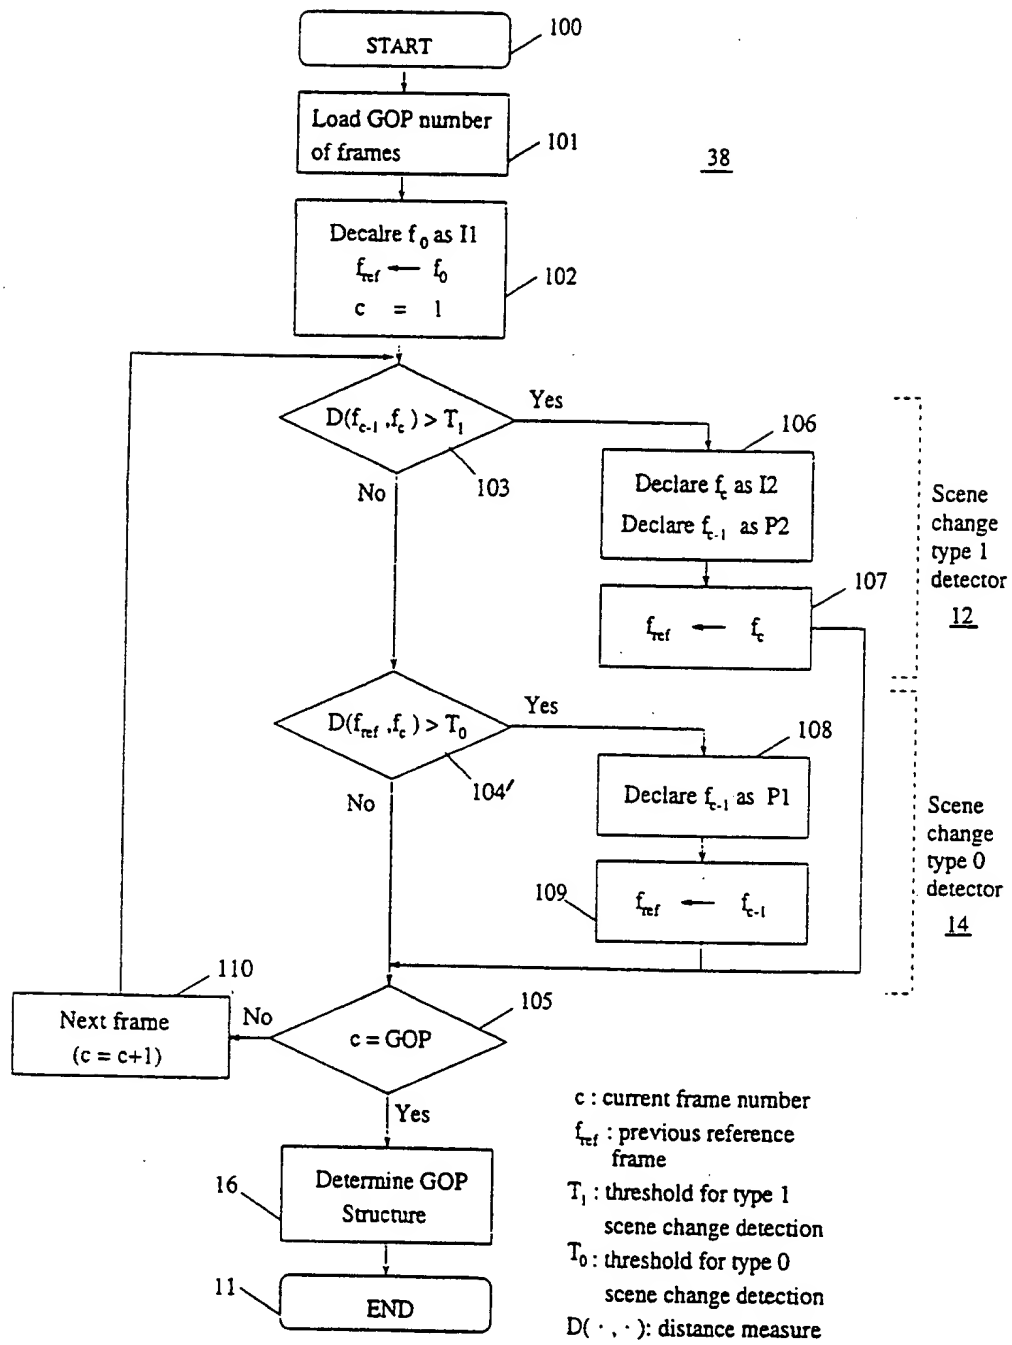 START
100
Load GOP number
of frames
101
38
Decalre f0 as I1
fref ← f0
c = 1
102
D(fc-1 ,fc ) > T1
Yes
103
No
106
Declare fc as I2
Declare fc-1 as P2
107
fref ← fc
Scene
change
type 1
detector
12
D(fref ,fc) > T0
Yes
104'
No
108
Declare fc-1 as P1
109
fref ← fc-1
Scene
change
type 0
detector
14
110
Next frame
(c = c+1)
No
c = GOP
105
Yes
16
Determine GOP
Structure
11
END
c : current frame number
fref : previous reference
frame
T1 : threshold for type 1
scene change detection
T0 : threshold for type 0
scene change detection
D( · , · ): distance measure